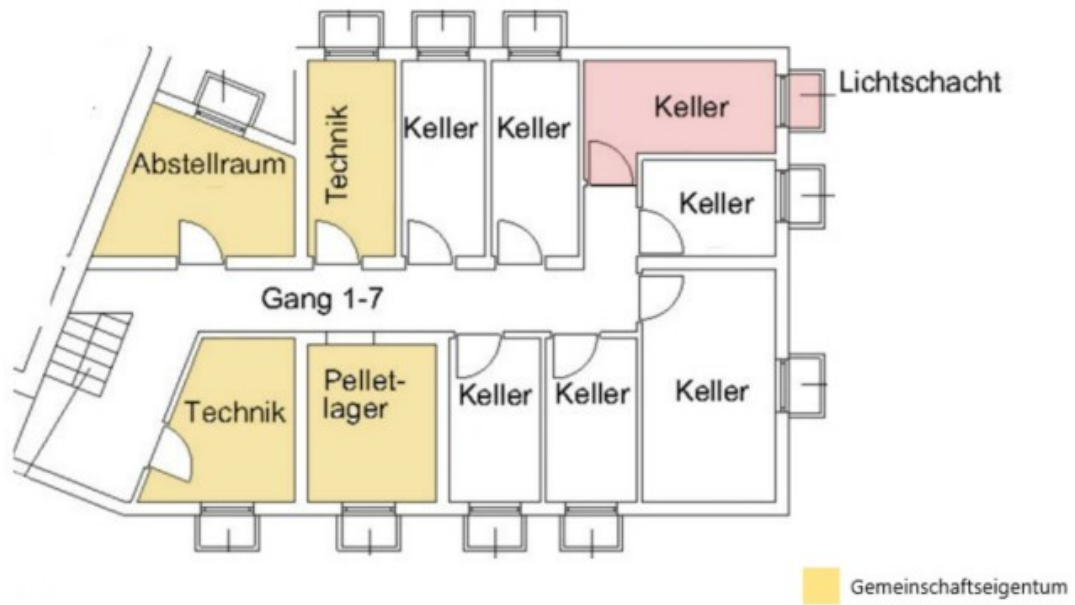 Lichtschacht
Keller
Keller
Keller
Technik
Abstellraum
Keller
Gang 1-7
Pellet-
lager
Technik
Keller
Keller
Keller
Gemeinschaftseigentum